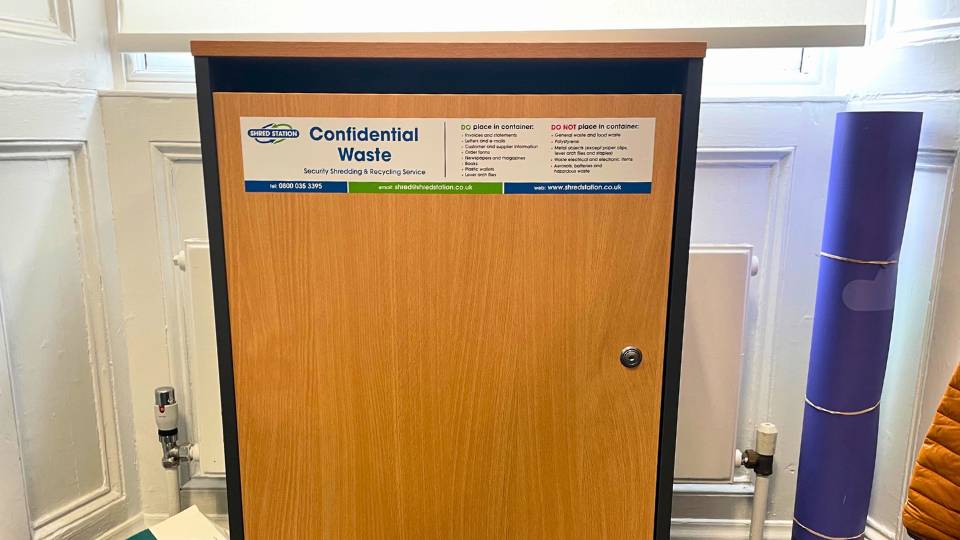 SHRED STATION
Confidential
Waste
Security Shredding & Recycling Service
DO place in container:
- Invoices and statements
- Letters and e-mails
- Customer and supplier information
- Order forms
- Newspapers and magazines
- Books
- Plastic wallets
- Lever arch files
DO NOT place in container:
- General waste and food waste
- Polystyrene
- Metal objects (except paper clips,
lever arch files and staples)
- Waste electrical and electronic items
- Aerosols, batteries and
hazardous waste
tel: 0800 035 3395
email: shred@shredstation.co.uk
web: www.shredstation.co.uk